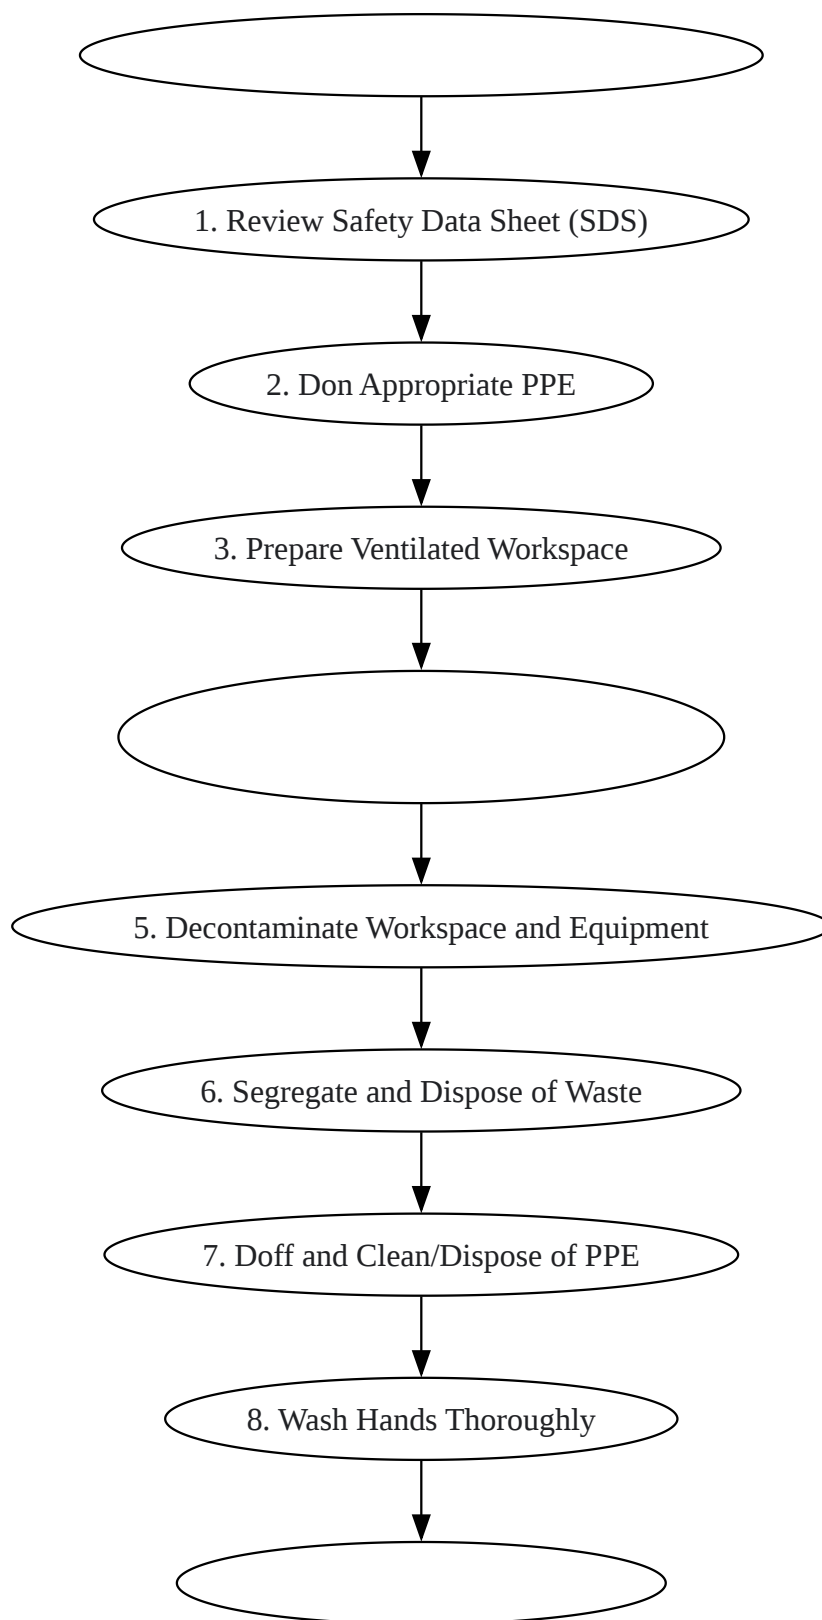 1. Review Safety Data Sheet (SDS)
2. Don Appropriate PPE
3. Prepare Ventilated Workspace
5. Decontaminate Workspace and Equipment
6. Segregate and Dispose of Waste
7. Doff and Clean/Dispose of PPE
8. Wash Hands Thoroughly